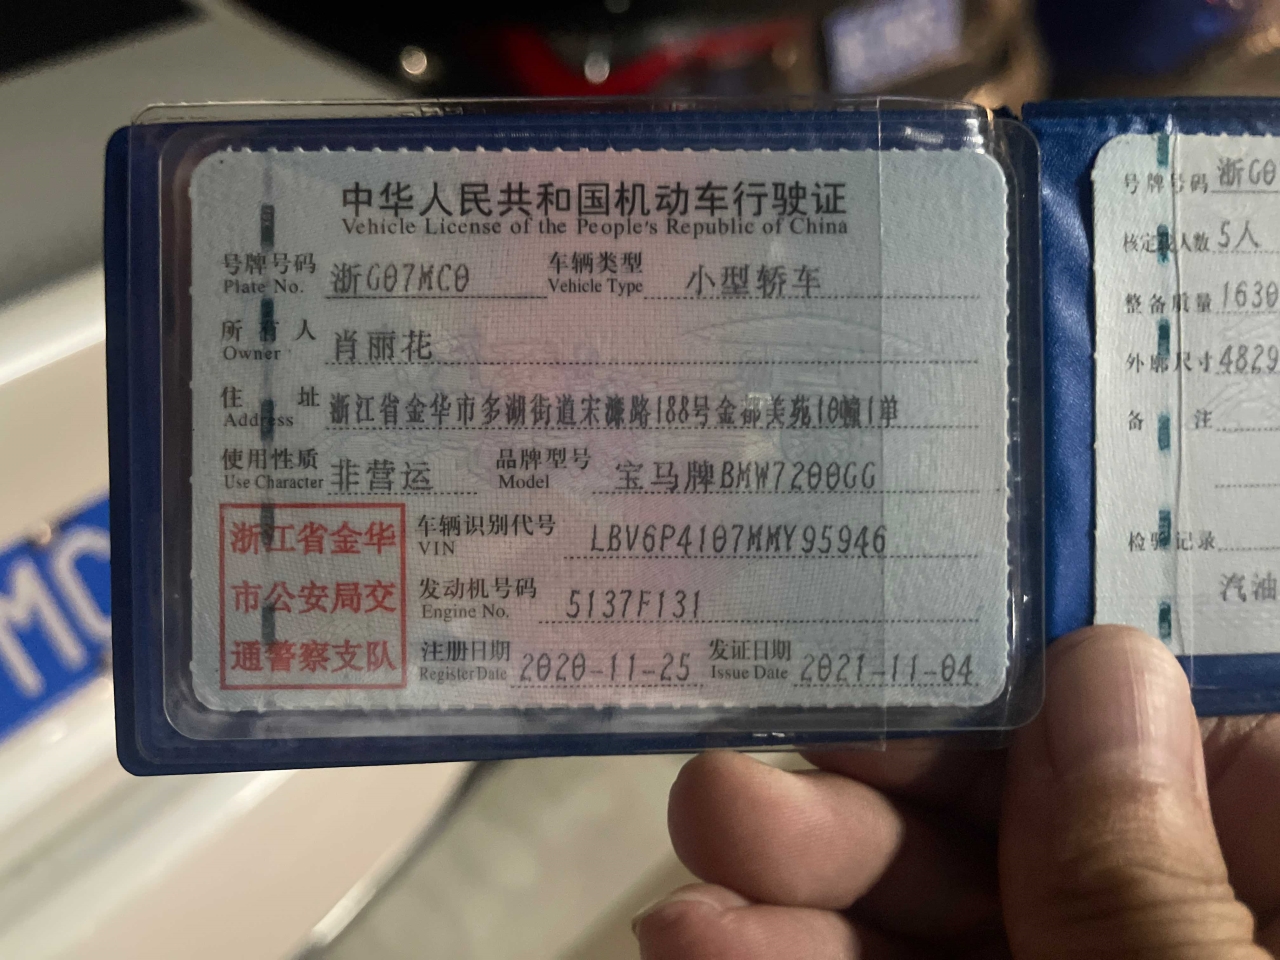 中华人民共和国机动车行驶证
Vehicle License of the People's Republic of China
号牌号码 浙G07MC0 车辆类型 小型轿车
Plate No. Vehicle Type
所有人 肖丽花
Owner
住址 浙江省金华市多湖街道宋濂路188号金都美苑10幢1单
Address
使用性质 非营运 品牌型号 宝马牌BMW7200GG
Use Character Model
浙江省金华
市公安局交
通警察支队
车辆识别代号 LBV6P4107MMY95946
VIN
发动机号码 5137F131
Engine No.
注册日期 2020-11-25 发证日期 2021-11-04
Register Date Issue Date
号牌号码 浙G0
核定载人数 5人
整备质量 1630
外廓尺寸 4829
备注
检验记录
汽油
MC